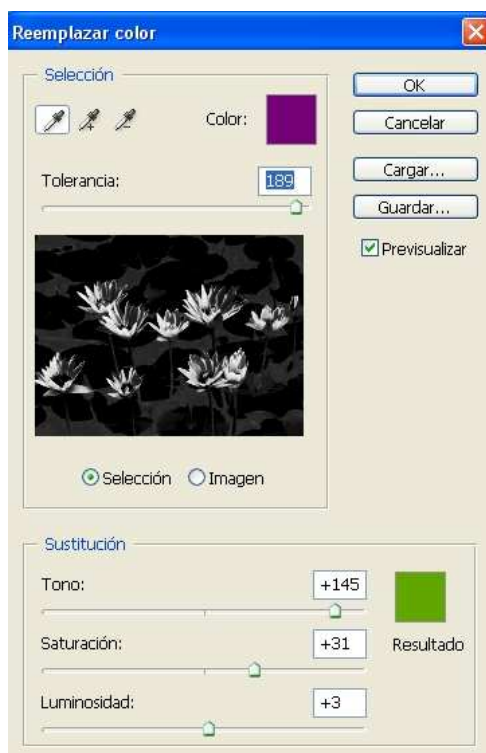 Reemplazar color
Selección
Color:
Tolerancia:
189
Selección
Imagen
OK
Cancelar
Cargar...
Guardar...
Previsualizar
Sustitución
Tono:
+145
Saturación:
+31
Resultado
Luminosidad:
+3